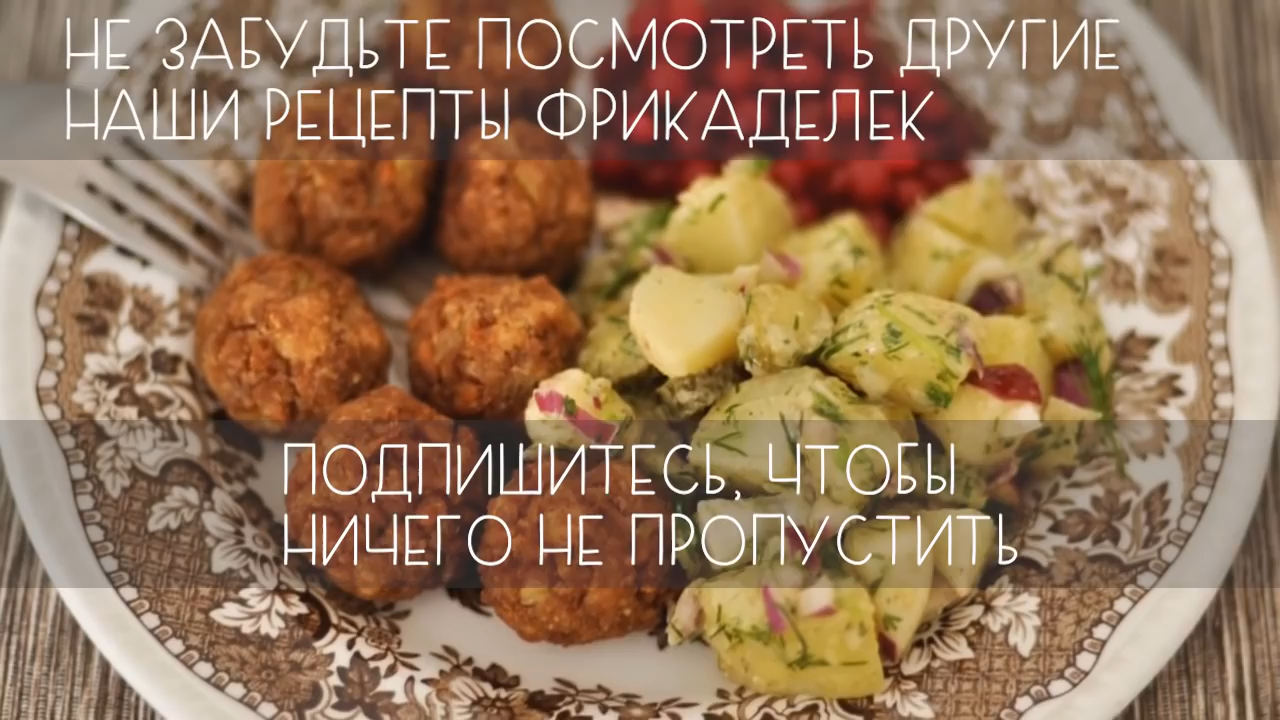 НЕ ЗАБУДЬТЕ ПОСМОТРЕТЬ ДРУГИЕ
НАШИ РЕЦЕПТЫ ФРИКАДЕЛЕК
ПОДПИШИТЕСЬ, ЧТОБЫ
НИЧЕГО НЕ ПРОПУСТИТЬ